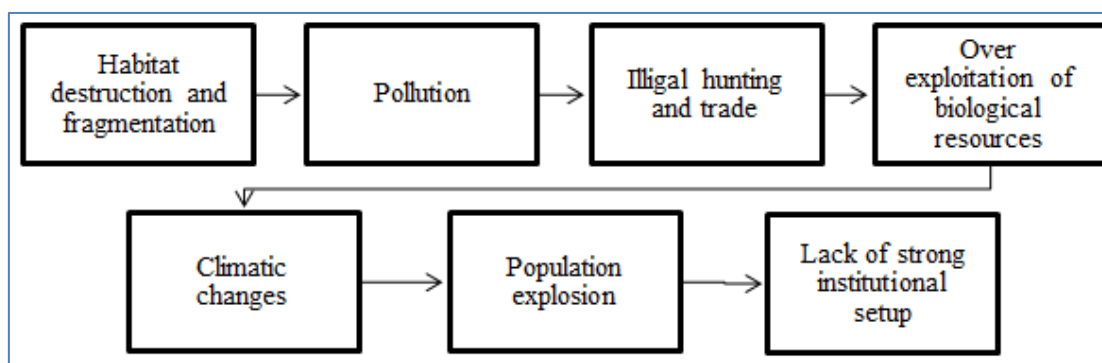 Habitat
destruction and
fragmentation
Pollution
Illigal hunting
and trade
Over
exploitation of
biological
resources
Climatic
changes
Population
explosion
Lack of strong
institutional
setup